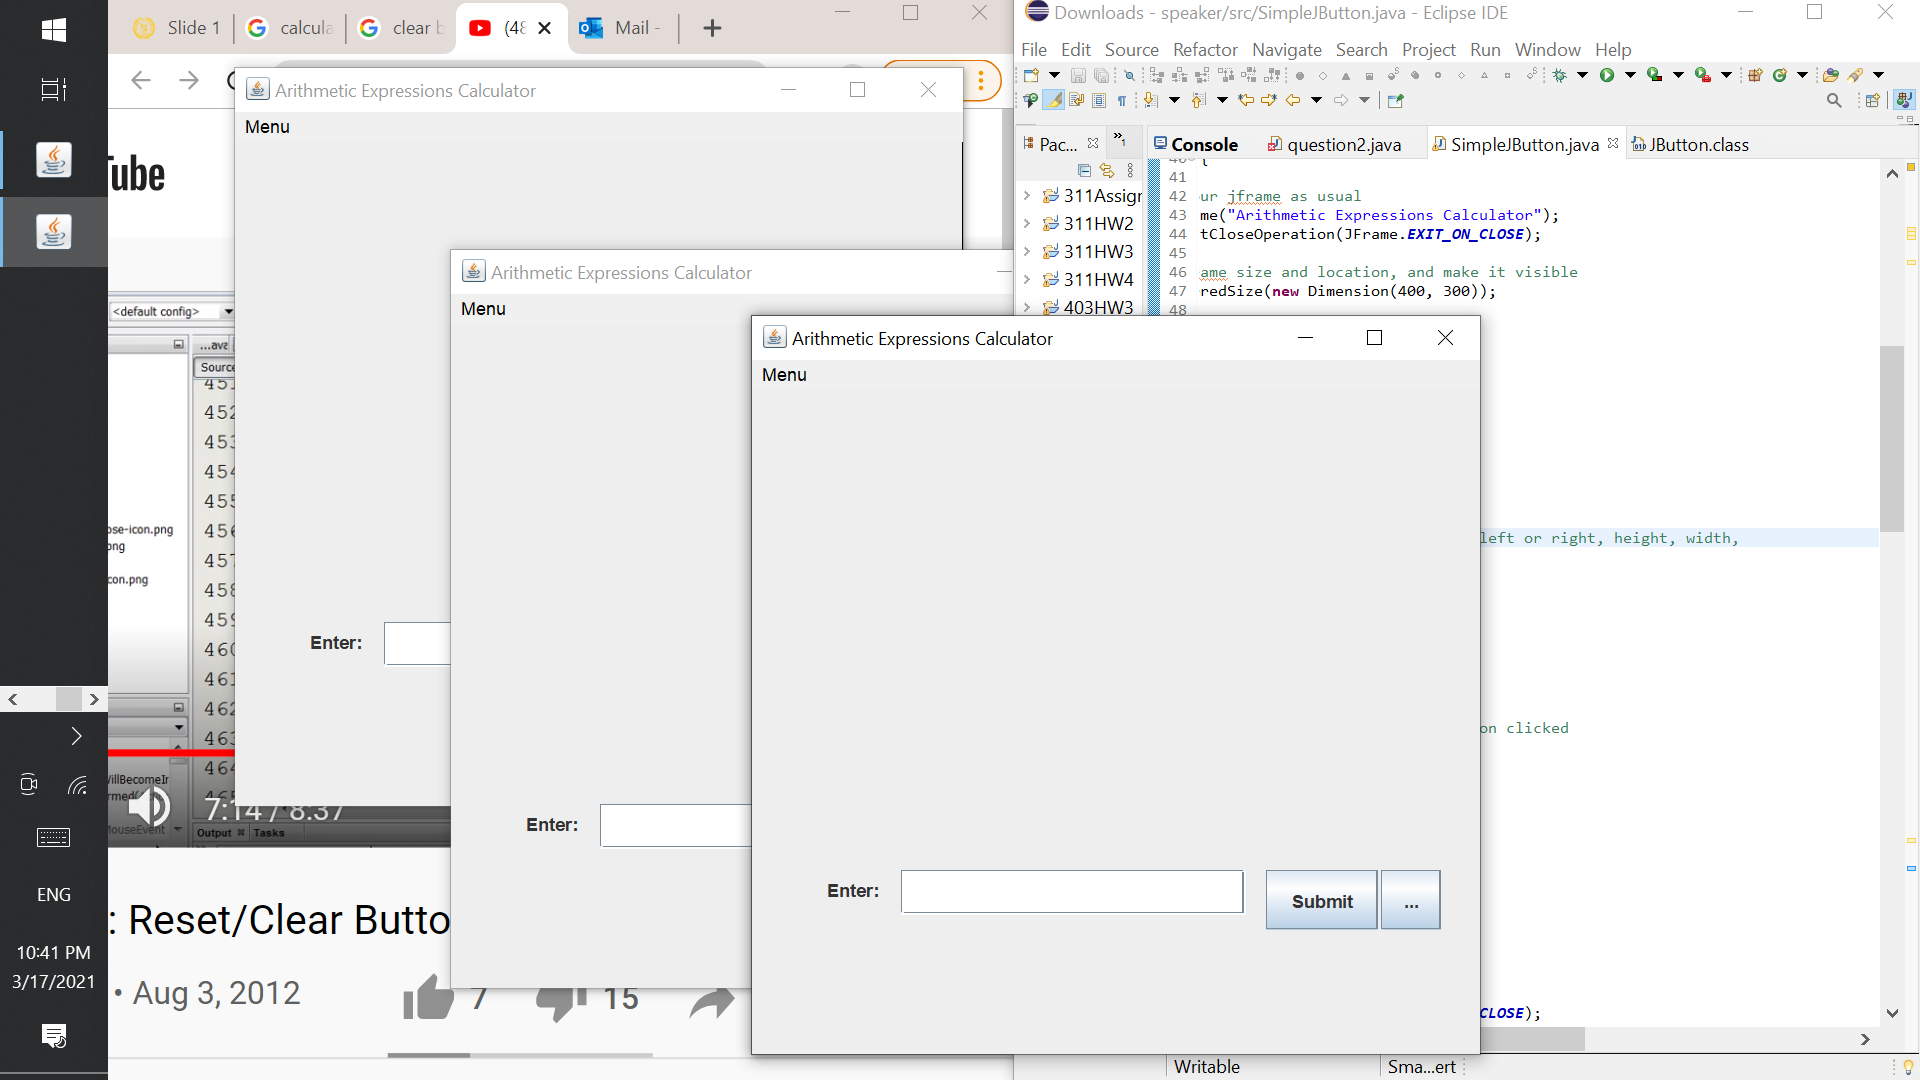 Slide 1
calcula
clear b
(48
Mail -
Arithmetic Expressions Calculator
Menu
Tube
<default config>
...ava
Source
451
452
453
454
455
456
457
458
459
460
461
462
463
464
ose-icon.png
ong
con.png
Enter:
WillBecomeIr
MouseEvent
7:14 / 8:37
Output
Tasks
: Reset/Clear Butto
• Aug 3, 2012
7
15
ENG
10:41 PM
3/17/2021
Arithmetic Expressions Calculator
Menu
Enter:
Arithmetic Expressions Calculator
Menu
Enter:
Submit
...
Downloads - speaker/src/SimpleJButton.java - Eclipse IDE
File Edit Source Refactor Navigate Search Project Run Window Help
Pac...
Console
question2.java
SimpleJButton.java
JButton.class
311Assigr
311HW2
311HW3
311HW4
403HW3
40 {
41
42 our jframe as usual
43 me("Arithmetic Expressions Calculator");
44 tCloseOperation(JFrame.EXIT_ON_CLOSE);
45
46 ame size and location, and make it visible
47 redSize(new Dimension(400, 300));
48
left or right, height, width,
on clicked
CLOSE);
Writable
Sma...ert